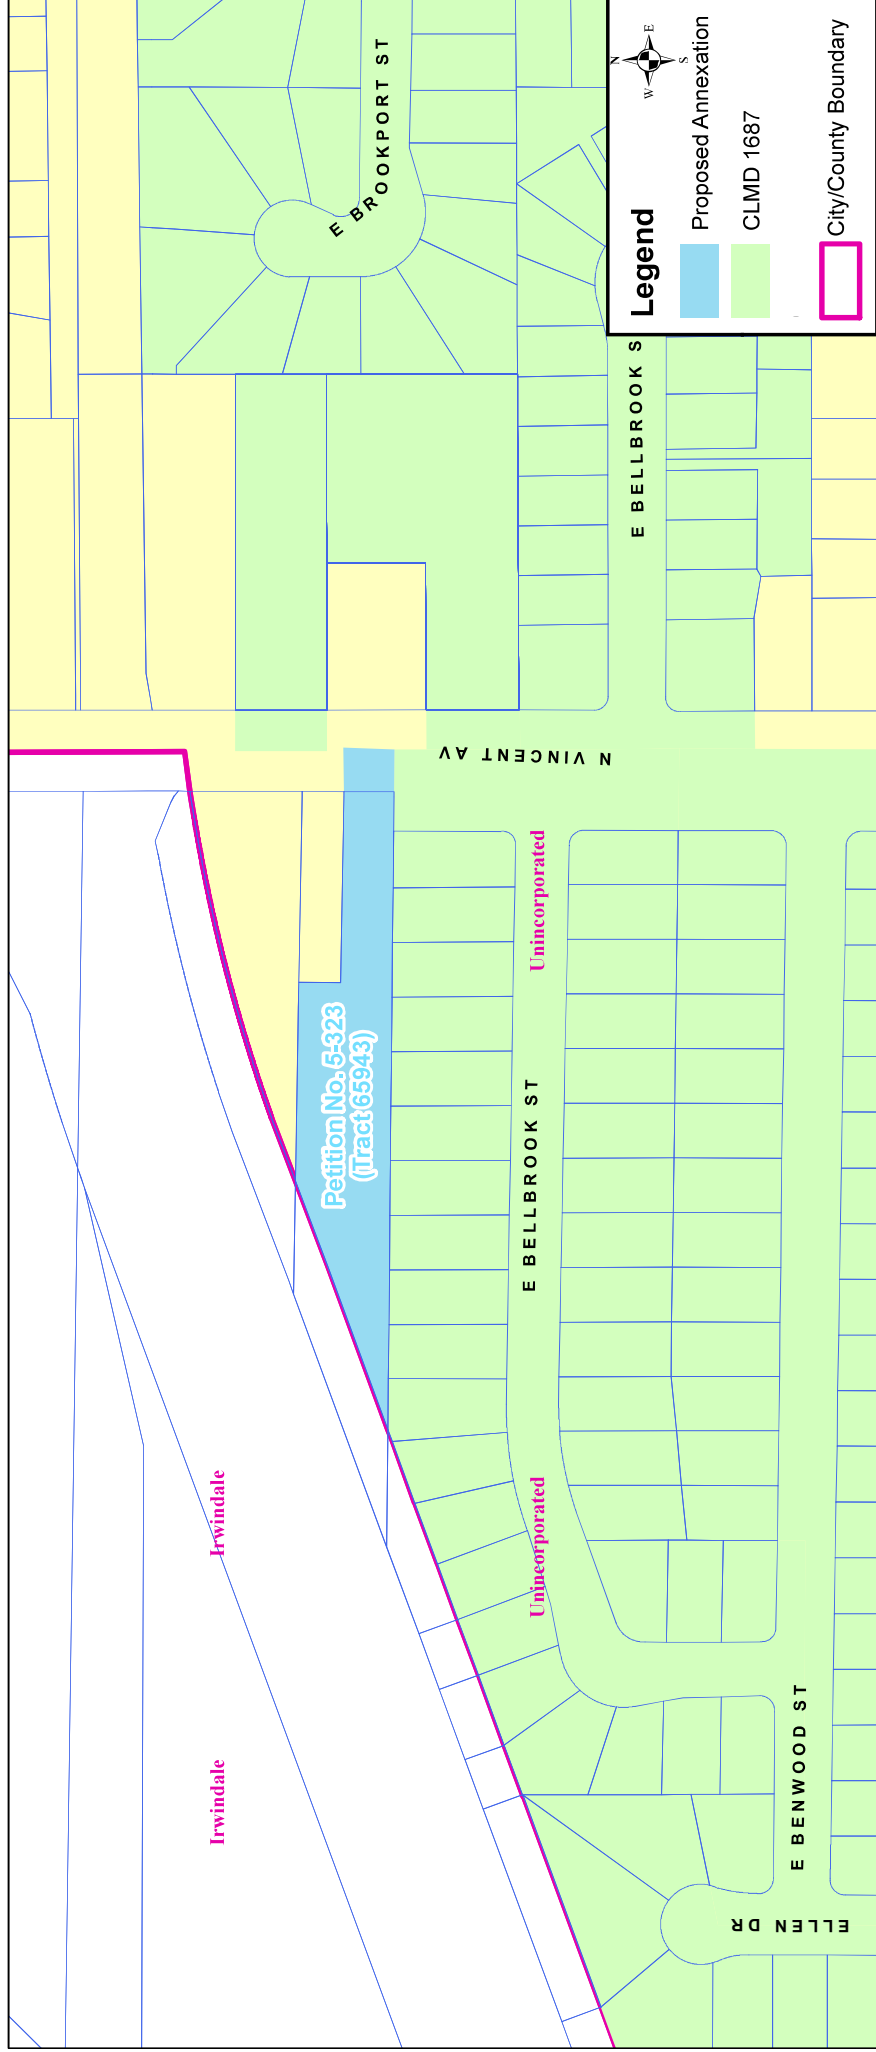 E BROOKPORT ST
N
E
S
W
Legend
Proposed Annexation
CLMD 1687
City/County Boundary
E BELLBROOK S
N VINCENT AV
Unincorporated
Petition No. 5-323
(Tract 65943)
E BELLBROOK ST
Irwindale
Unincorporated
Irwindale
E BENWOOD ST
ELLEN DR